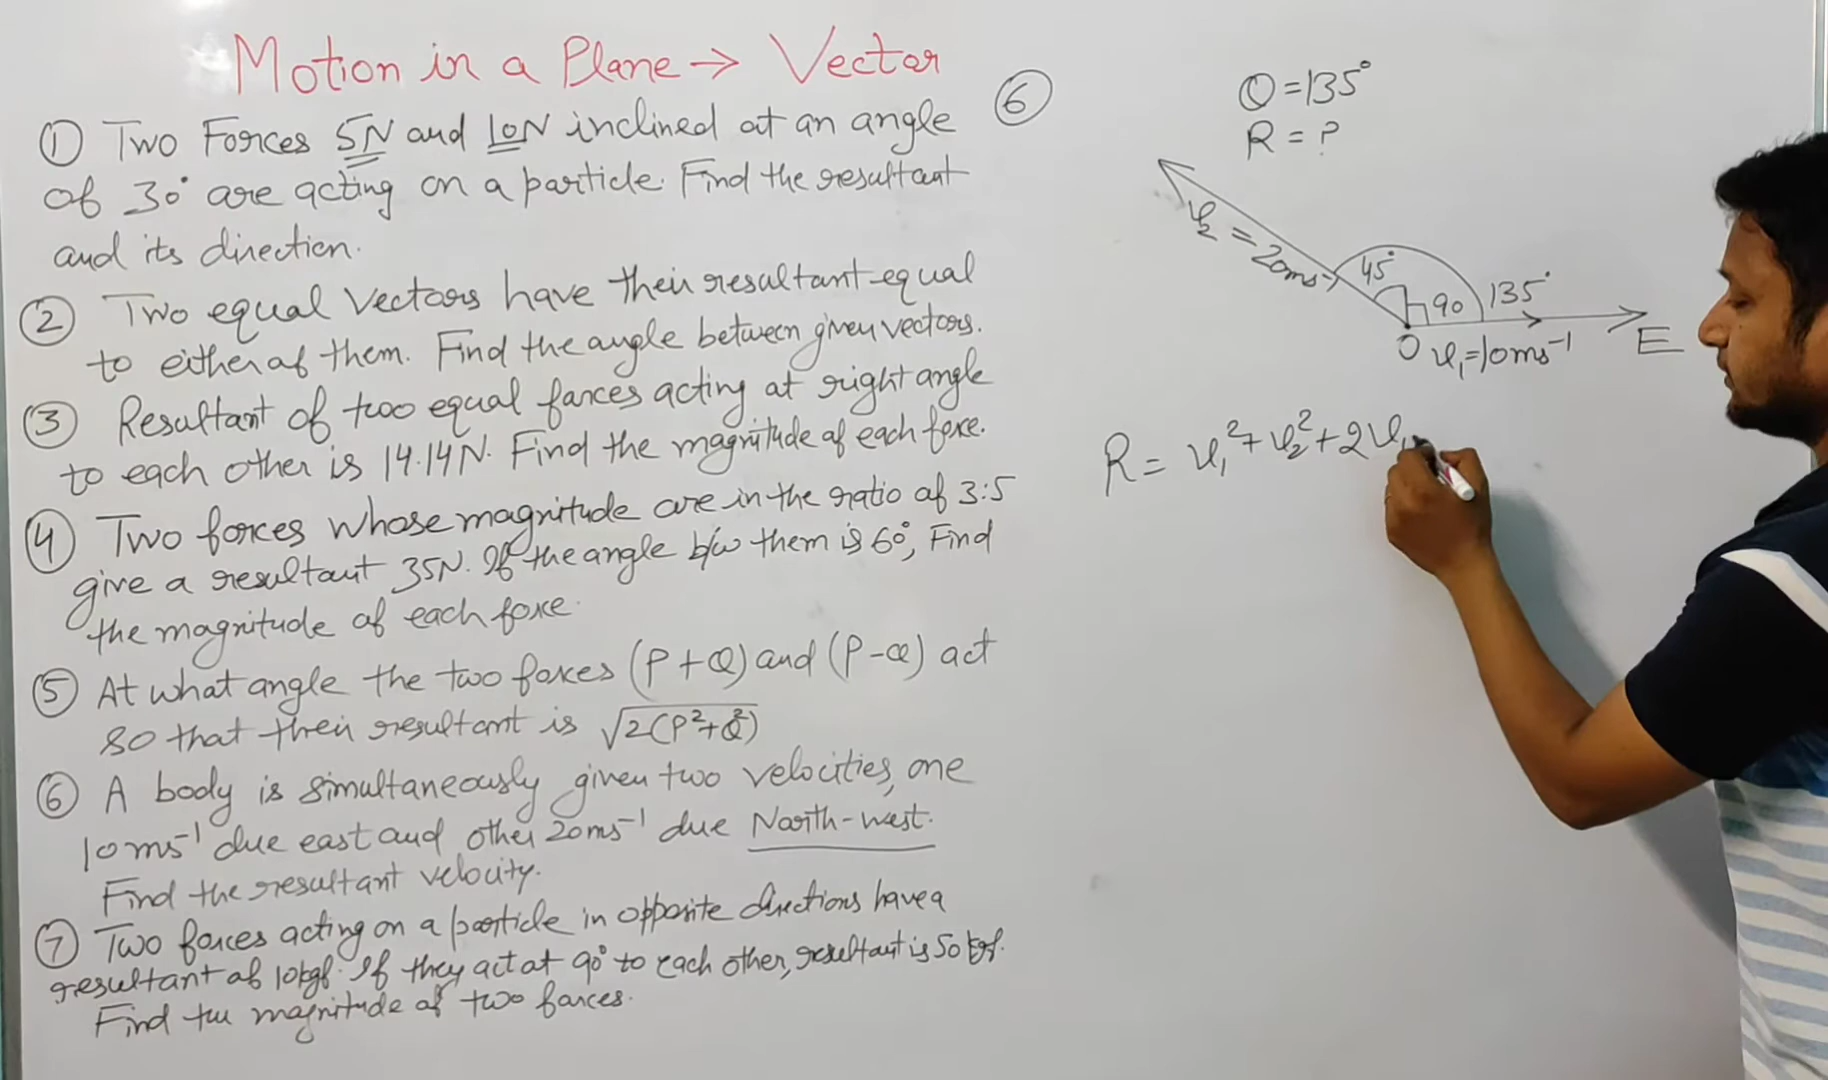 Motion in a Plane → Vector
① Two Forces 5N and 10N inclined at an angle
of 30° are acting on a particle. Find the resultant
and its direction.
② Two equal Vectors have their resultant equal
to either of them. Find the angle between given vectors.
③ Resultant of two equal forces acting at right angle
to each other is 14.14N. Find the magnitude of each force.
④ Two forces whose magnitude are in the ratio of 3:5
give a resultant 35N. If the angle b/w them is 60°, Find
the magnitude of each force.
⑤ At what angle the two forces (P+Q) and (P-Q) act
so that their resultant is √2(P²+Q²)
⑥ A body is simultaneously given two velocities, one
10 ms⁻¹ due east and other 20ms⁻¹ due North-west.
Find the resultant velocity.
⑦ Two forces acting on a particle in opposite directions have a
resultant of 10kgf. If they act at 90° to each other, resultant is 50 kgf.
Find the magnitude of two forces.
⑥
θ = 135°
R = ?
v₂ = 20ms⁻¹
45°
90
135°
O
v₁=10ms⁻¹
E
R = v₁² + v₂² + 2v₁